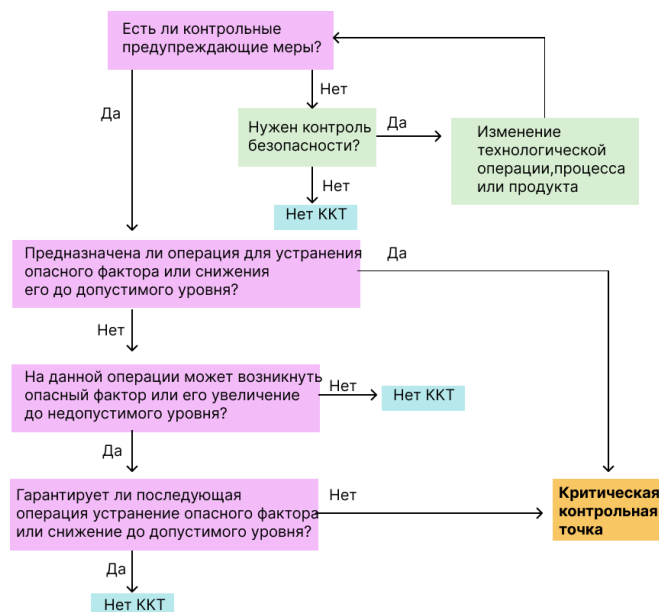 Есть ли контрольные
предупреждающие меры?
Нет
Да
Нужен контроль
безопасности?
Да
Изменение
технологической
операции,процесса
или продукта
Нет
Нет ККТ
Предназначена ли операция для устранения
опасного фактора или снижения
его до допустимого уровня?
Да
Нет
На данной операции может возникнуть
опасный фактор или его увеличение
до недопустимого уровня?
Нет
Нет ККТ
Да
Гарантирует ли последующая
операция устранение опасного фактора
или снижение до допустимого уровня?
Нет
Критическая
контрольная
точка
Да
Нет ККТ